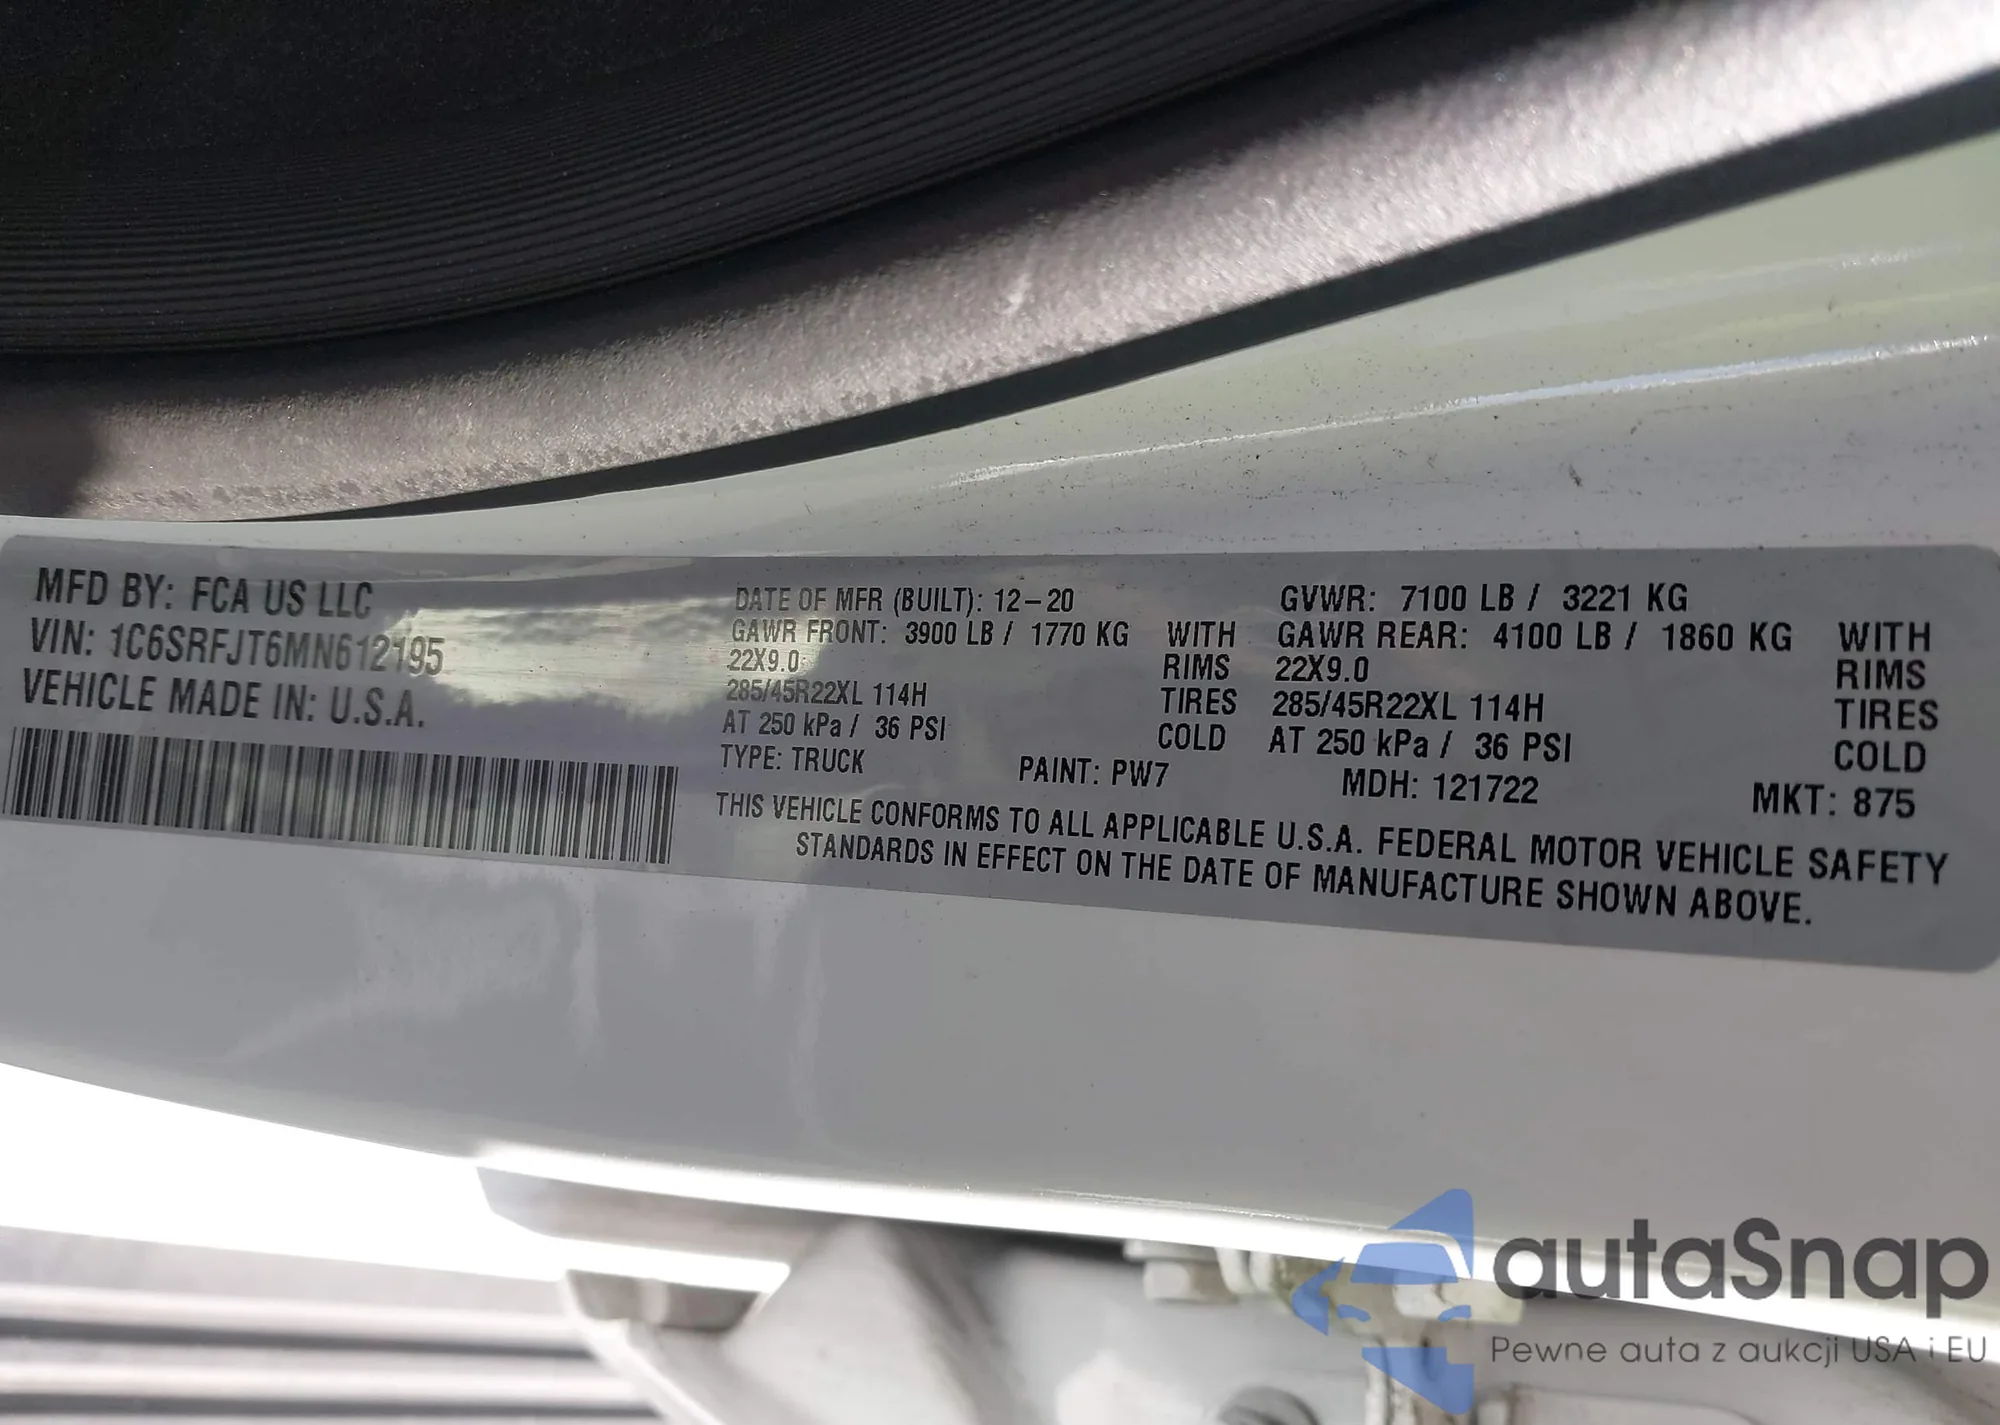 MFD BY: FCA US LLC
VIN: 1C6SRFJT6MN612195
VEHICLE MADE IN: U.S.A.
DATE OF MFR (BUILT): 12-20 GVWR: 7100 LB / 3221 KG
GAWR FRONT: 3900 LB / 1770 KG WITH GAWR REAR: 4100 LB / 1860 KG WITH
22X9.0 RIMS 22X9.0 RIMS
285/45R22XL 114H TIRES 285/45R22XL 114H TIRES
AT 250 kPa / 36 PSI COLD AT 250 kPa / 36 PSI COLD
TYPE: TRUCK PAINT: PW7 MDH: 121722 MKT: 875
THIS VEHICLE CONFORMS TO ALL APPLICABLE U.S.A. FEDERAL MOTOR VEHICLE SAFETY
STANDARDS IN EFFECT ON THE DATE OF MANUFACTURE SHOWN ABOVE.
autaSnap
Pewne auta z aukcji USA i EU